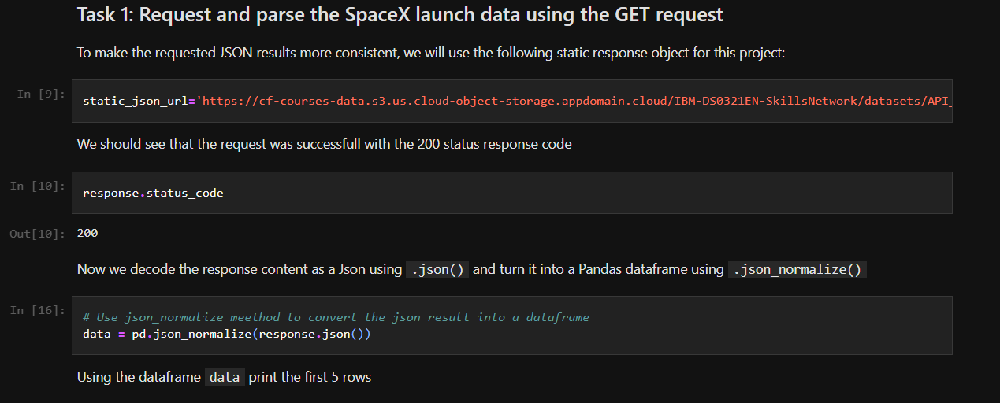 Task 1: Request and parse the SpaceX launch data using the GET request
To make the requested JSON results more consistent, we will use the following static response object for this project:
In [9]:
static_json_url='https://cf-courses-data.s3.us.cloud-object-storage.appdomain.cloud/IBM-DS0321EN-SkillsNetwork/datasets/API_
We should see that the request was successfull with the 200 status response code
In [10]:
response.status_code
Out[10]:
200
Now we decode the response content as a Json using .json() and turn it into a Pandas dataframe using .json_normalize()
In [16]:
# Use json_normalize meethod to convert the json result into a dataframe
data = pd.json_normalize(response.json())
Using the dataframe data print the first 5 rows